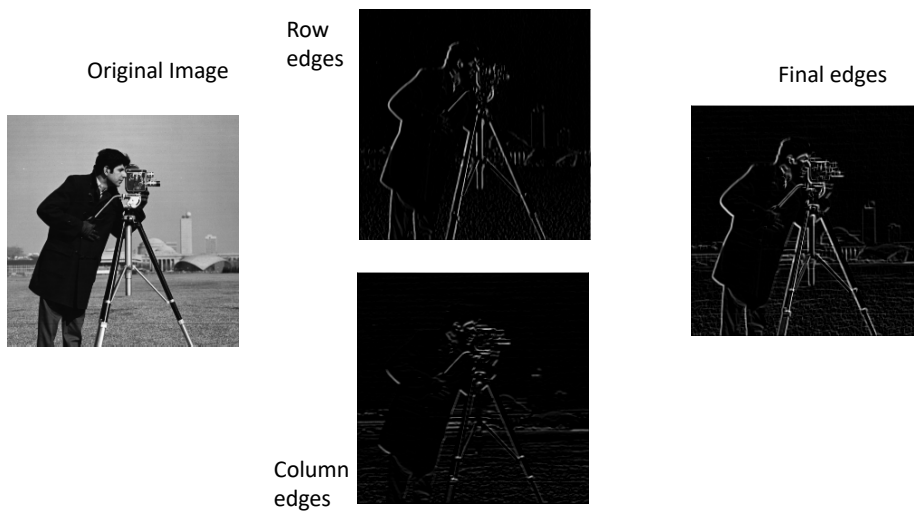 Original Image
Row
edges
Final edges
Column
edges